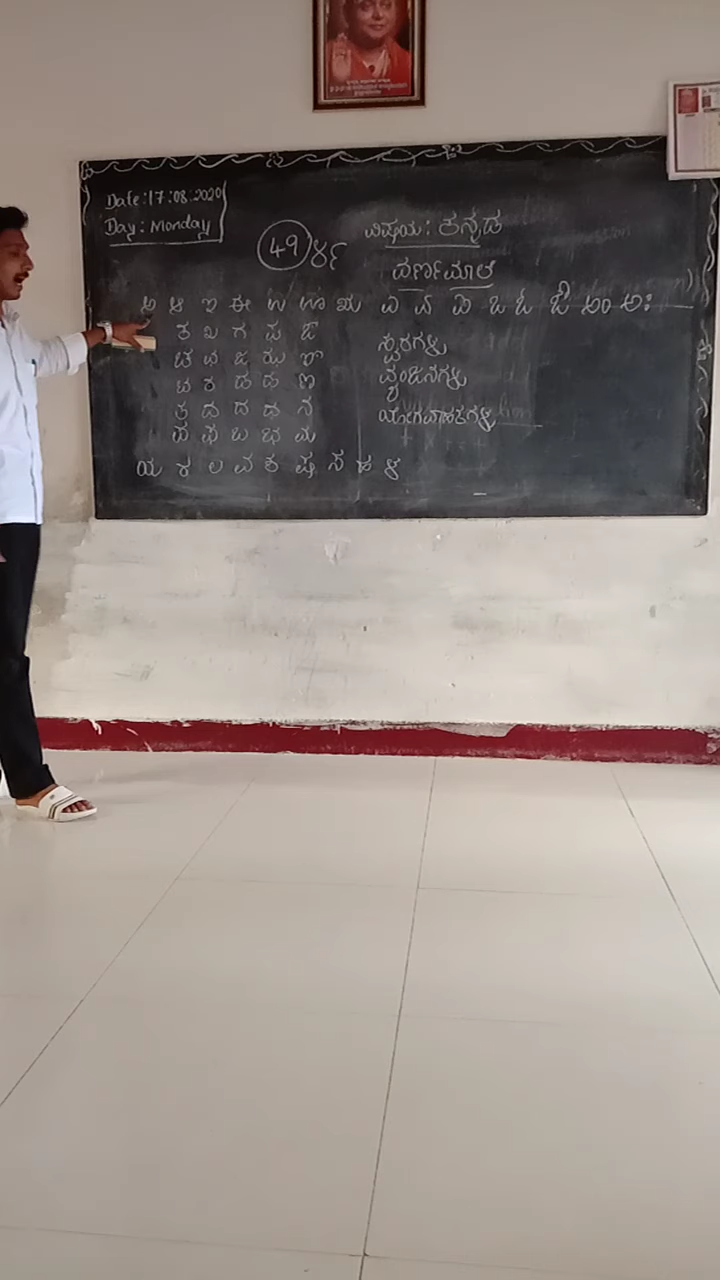 Date: 17.08.2020
Day: Monday
49 ೪೯
ವಿಷಯ: ಕನ್ನಡ
ವರ್ಣಮಾಲೆ
ಅ ಆ ಇ ಈ ಉ ಊ ಋ ಎ ಏ ಐ ಒ ಓ ಔ ಅಂ ಅಃ
ಕ ಖ ಗ ಘ ಙ
ಚ ಛ ಜ ಝ ಞ
ಟ ಠ ಡ ಢ ಣ
ತ ಥ ದ ಧ ನ
ಪ ಫ ಬ ಭ ಮ
ಯ ರ ಲ ವ ಶ ಷ ಸ ಹ ಳ
ಸ್ವರಗಳು
ವ್ಯಂಜನಗಳು
ಯೋಗವಾಹಕಗಳು